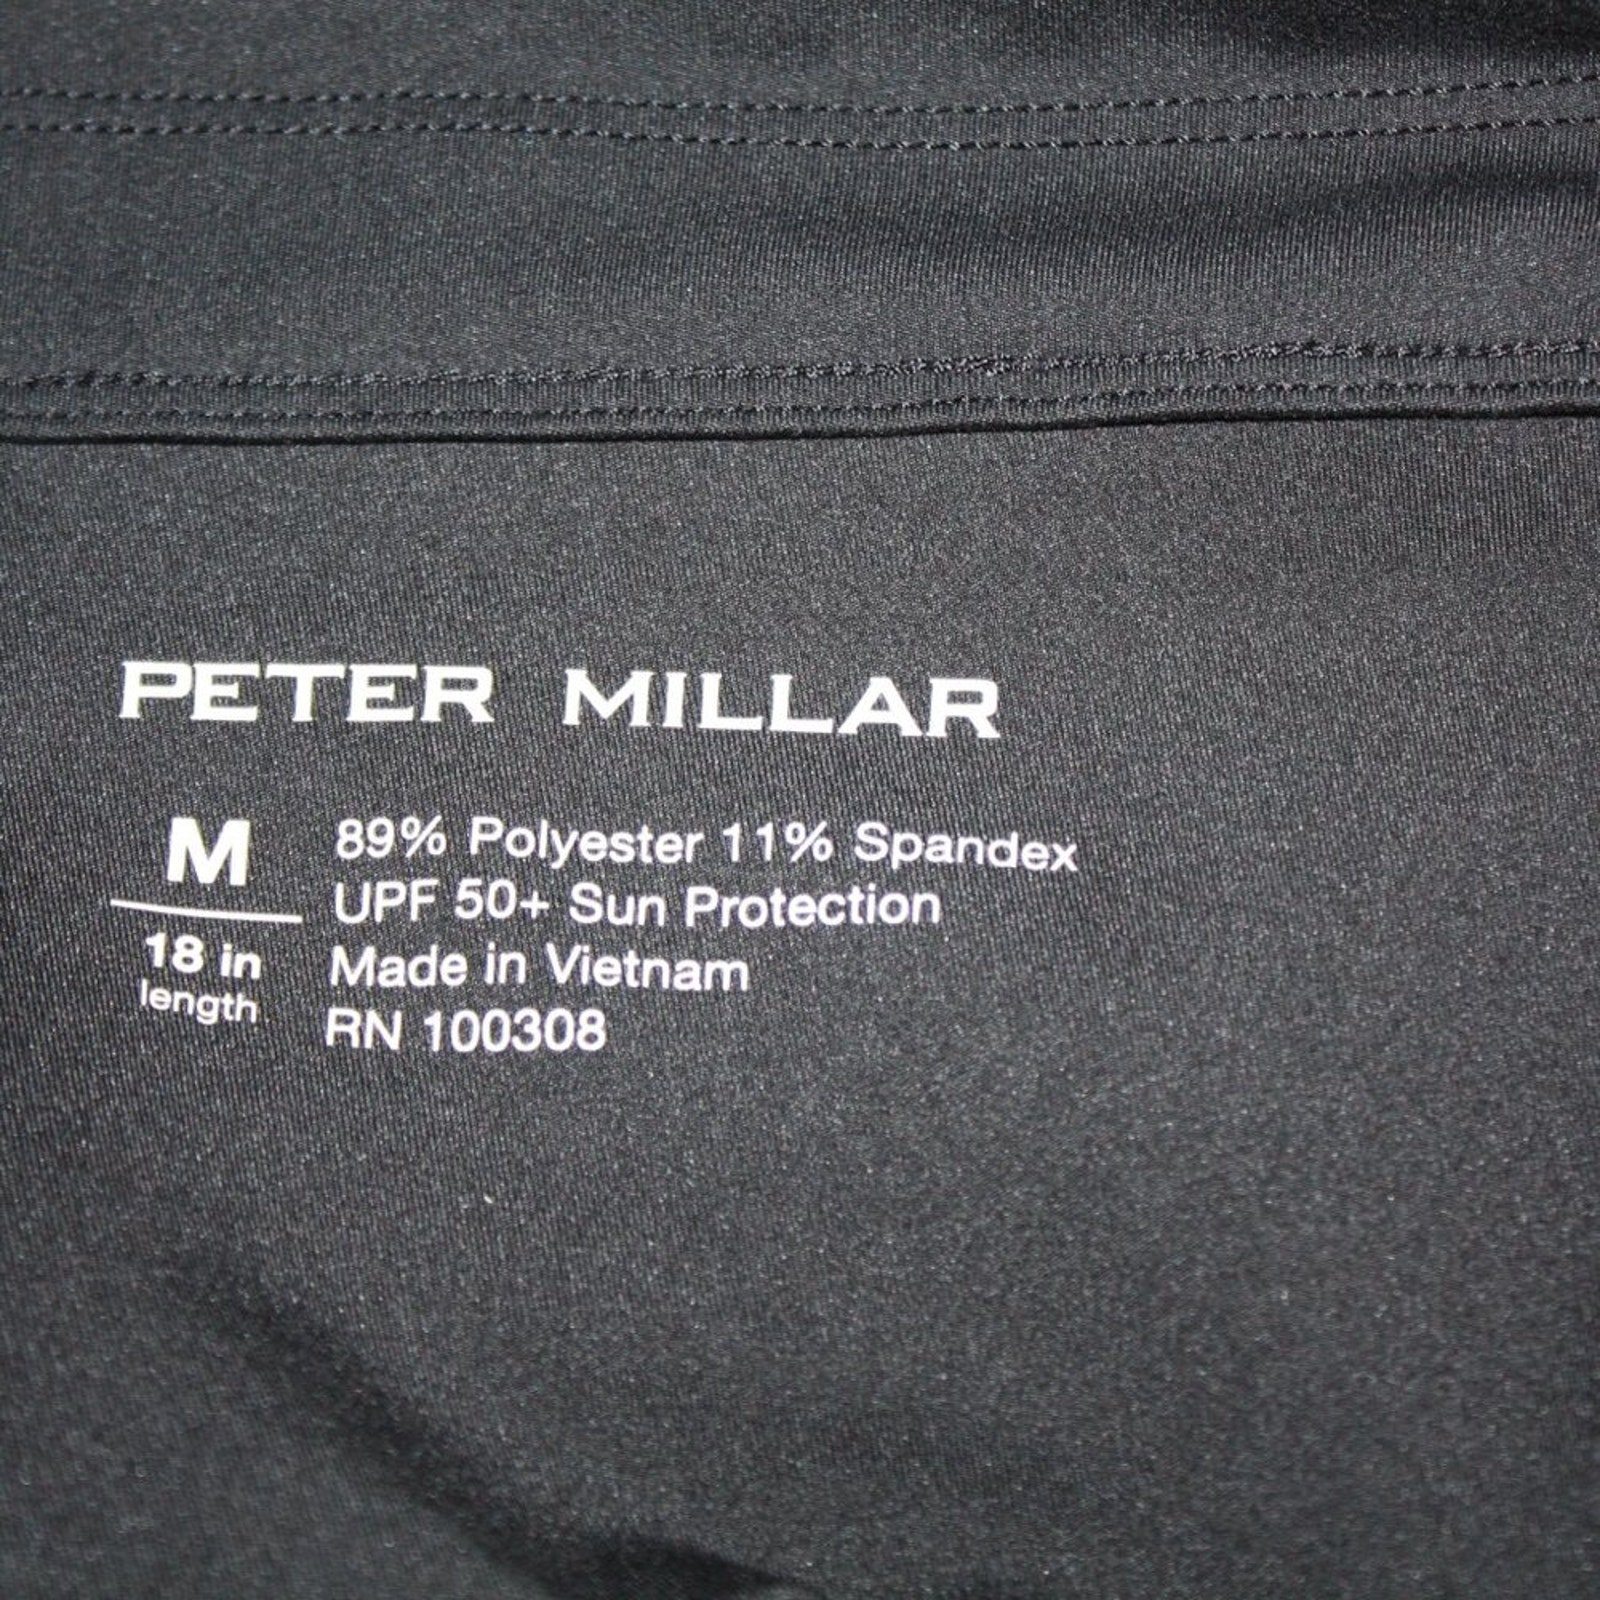 PETER MILLAR
M
18 in
length
89% Polyester 11% Spandex
UPF 50+ Sun Protection
Made in Vietnam
RN 100308